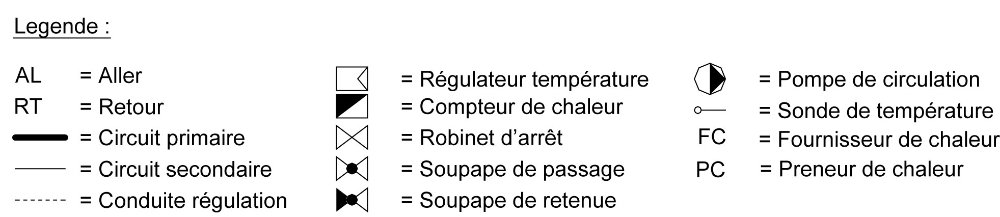 Legende :
AL = Aller
RT = Retour
= Circuit primaire
= Circuit secondaire
= Conduite régulation
= Régulateur température
= Compteur de chaleur
= Robinet d’arrêt
= Soupape de passage
= Soupape de retenue
= Pompe de circulation
= Sonde de température
FC = Fournisseur de chaleur
PC = Preneur de chaleur